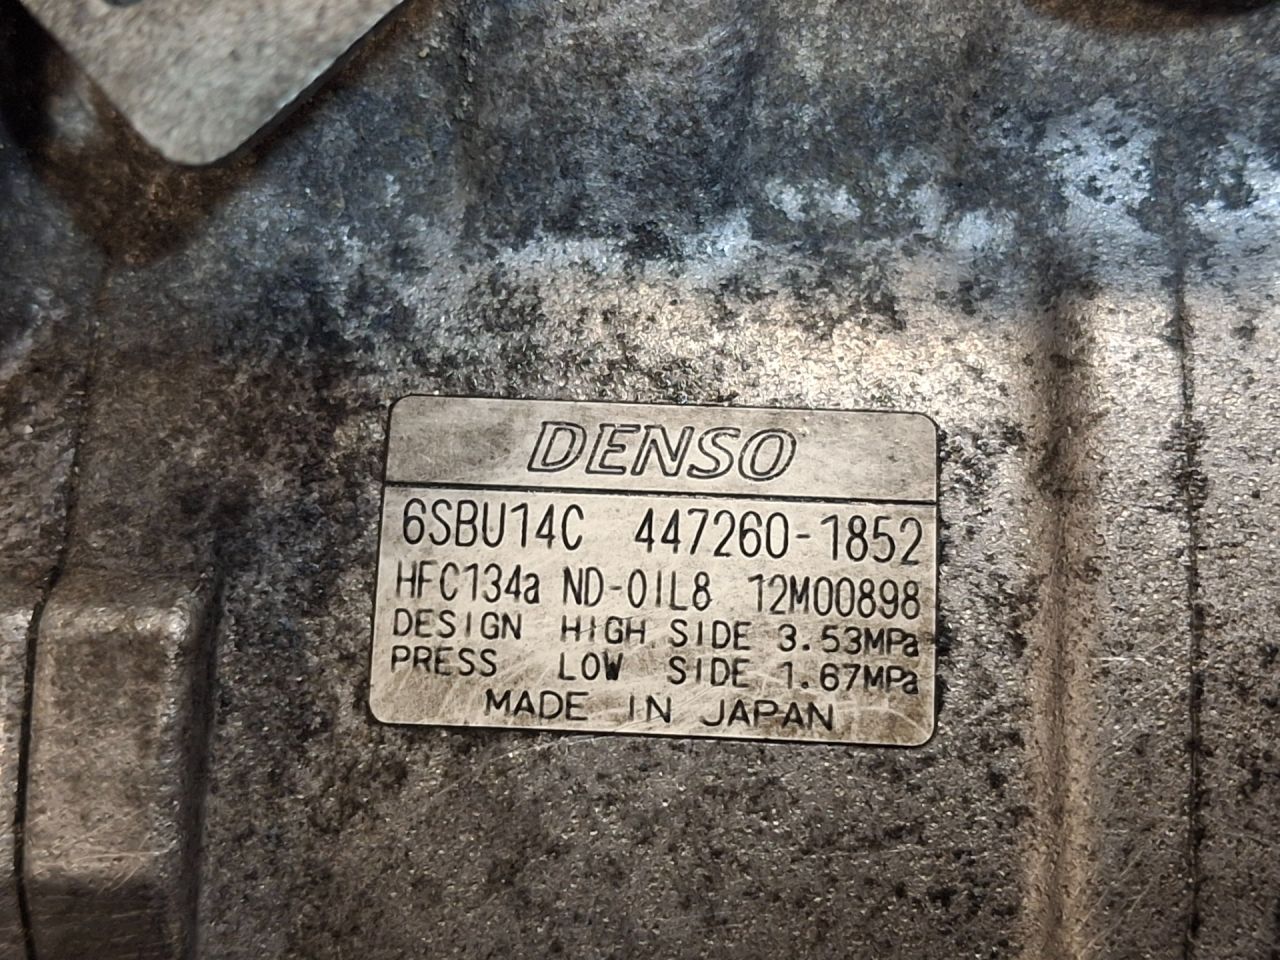 DENSO
6SBU14C 447260-1852
HFC134a ND-OIL8 12M00898
DESIGN HIGH SIDE 3.53MPa
PRESS LOW SIDE 1.67MPa
MADE IN JAPAN